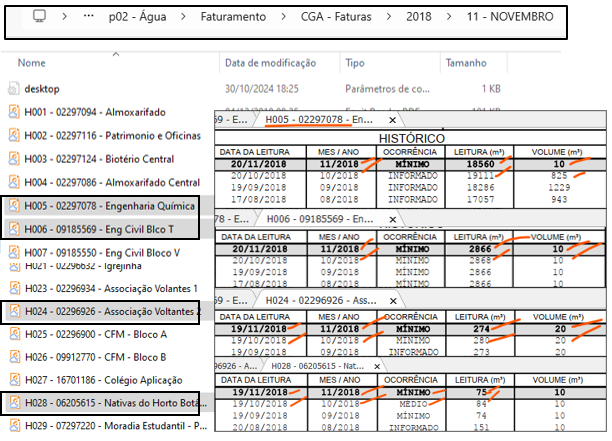 ··· > p02 - Água > Faturamento > CGA - Faturas > 2018 > 11 - NOVEMBRO
Nome Data de modificação Tipo Tamanho
desktop 30/10/2024 18:25 Parâmetros de co... 1 KB
H001 - 02297094 - Almoxarifado
H002 - 02297116 - Patrimonio e Oficinas
H003 - 02297124 - Biotério Central
H004 - 02297086 - Almoxarifado Central
H005 - 02297078 - Engenharia Química
H006 - 09185569 - Eng Civil Blco T
H007 - 09185550 - Eng Civil Bloco V
H021 - 02296632 - Igrejinha
H023 - 02296934 - Associação Volantes 1
H024 - 02296926 - Associação Voltantes 2
H025 - 02296900 - CFM - Bloco A
H026 - 09912770 - CFM - Bloco B
H027 - 16701186 - Colégio Aplicação
H028 - 06205615 - Nativas do Horto Botâ...
H029 - 07297220 - Moradia Estudantil - P...
69 - E... H005 - 02297078 - En... ×
HISTÓRICO
DATA DA LEITURA MES / ANO OCORRÊNCIA LEITURA (m³) VOLUME (m³)
20/11/2018 11/2018 MÍNIMO 18560 10
20/10/2018 10/2018 INFORMADO 19111 825
19/09/2018 09/2018 INFORMADO 18286 1229
17/08/2018 08/2018 INFORMADO 17057 943
78 - E... H006 - 09185569 - En... ×
DATA DA LEITURA MES / ANO OCORRÊNCIA LEITURA (m³) VOLUME (m³)
20/11/2018 11/2018 MÍNIMO 2866 10
20/10/2018 10/2018 MÍNIMO 2868 10
19/09/2018 09/2018 MÍNIMO 2868 10
17/08/2018 08/2018 MÍNIMO 2866 10
69 - E... H024 - 02296926 - Ass... ×
DATA DA LEITURA MES / ANO OCORRÊNCIA LEITURA (m³) VOLUME (m³)
19/11/2018 11/2018 MÍNIMO 274 20
19/10/2018 10/2018 MÍNIMO 280 20
19/09/2018 09/2018 INFORMADO 273 20
96926 - A... H028 - 06205615 - Nat... ×
DATA DA LEITURA MES / ANO OCORRÊNCIA LEITURA (m³) VOLUME (m³)
19/11/2018 11/2018 MÍNIMO 75 10
19/10/2018 10/2018 MÉDIO 84 10
19/09/2018 09/2018 MÍNIMO 74 10
17/08/2018 08/2018 INFORMADO 151 10